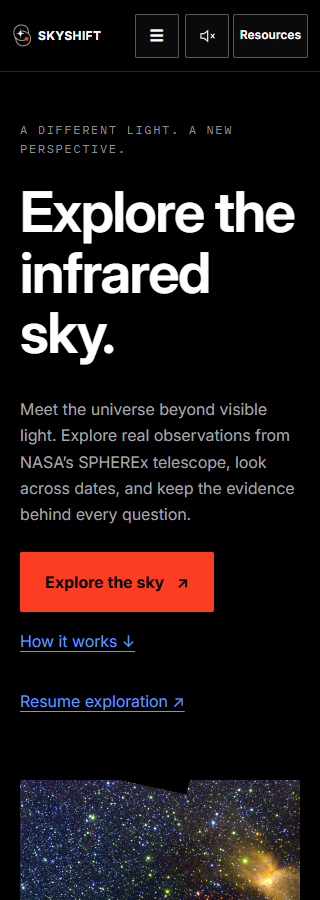 SKYSHIFT
Resources
A DIFFERENT LIGHT. A NEW
PERSPECTIVE.
Explore the
infrared
sky.
Meet the universe beyond visible
light. Explore real observations from
NASA’s SPHEREx telescope, look
across dates, and keep the evidence
behind every question.
Explore the sky ↗
How it works ↓
Resume exploration ↗